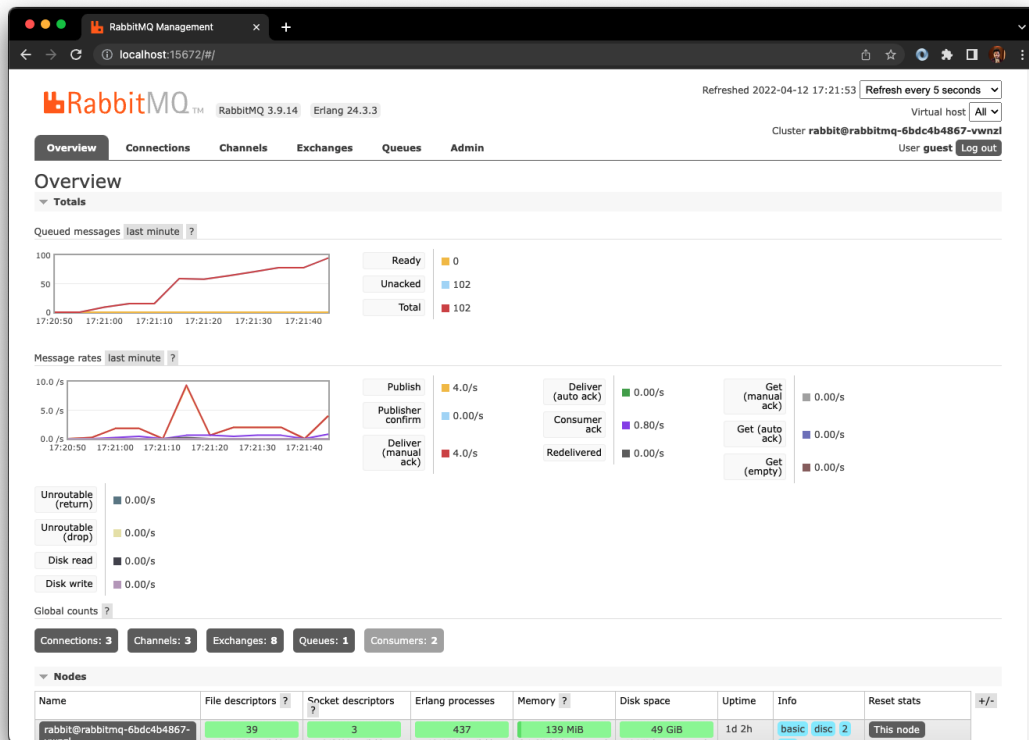 RabbitMQ Management
localhost:15672/#/
RabbitMQ TM RabbitMQ 3.9.14 Erlang 24.3.3
Refreshed 2022-04-12 17:21:53 Refresh every 5 seconds
Virtual host All
Cluster rabbit@rabbitmq-6bdc4b4867-vwnzl
User guest Log out
Overview Connections Channels Exchanges Queues Admin
Overview
Totals
Queued messages last minute ?
100
50
0
17:20:50 17:21:00 17:21:10 17:21:20 17:21:30 17:21:40
Ready 0
Unacked 102
Total 102
Message rates last minute ?
10.0 /s
5.0 /s
0.0 /s
17:20:50 17:21:00 17:21:10 17:21:20 17:21:30 17:21:40
Publish 4.0/s
Publisher
confirm 0.00/s
Deliver
(manual
ack) 4.0/s
Deliver
(auto ack) 0.00/s
Consumer
ack 0.80/s
Redelivered 0.00/s
Get
(manual
ack) 0.00/s
Get (auto
ack) 0.00/s
Get
(empty) 0.00/s
Unroutable
(return) 0.00/s
Unroutable
(drop) 0.00/s
Disk read 0.00/s
Disk write 0.00/s
Global counts ?
Connections: 3 Channels: 3 Exchanges: 8 Queues: 1 Consumers: 2
Nodes
Name File descriptors ? Socket descriptors ? Erlang processes Memory ? Disk space Uptime Info Reset stats +/-
rabbit@rabbitmq-6bdc4b4867- 39 3 437 139 MiB 49 GiB 1d 2h basic disc 2 This node